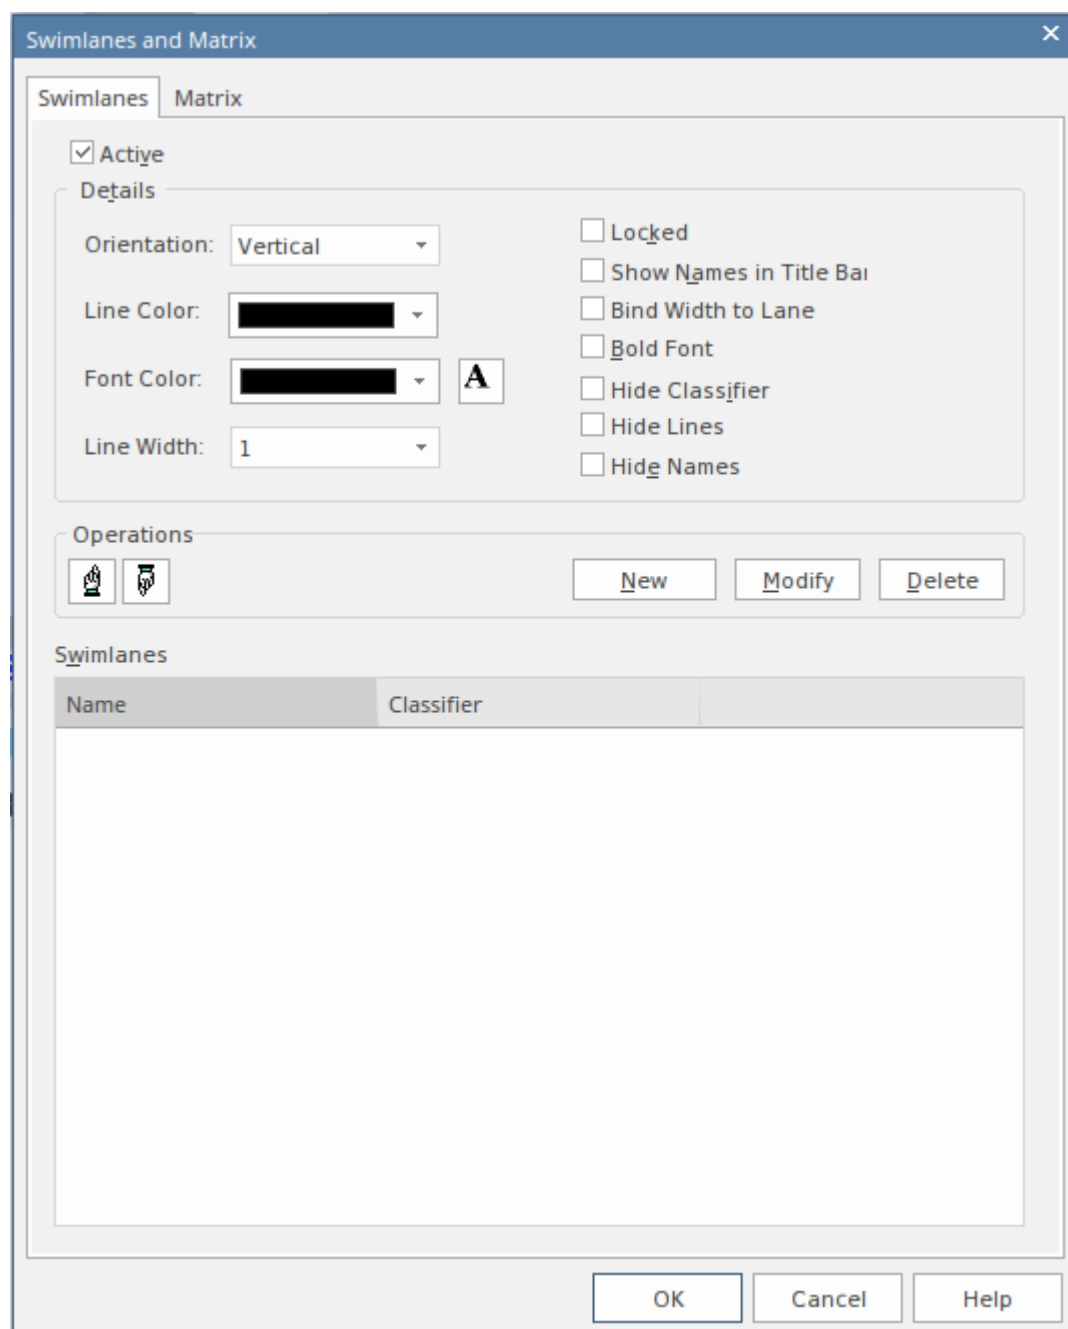 Swimlanes and Matrix
Swimlanes Matrix
Active
Details
Orientation: Vertical
Locked
Show Names in Title Bar
Line Color:
Bind Width to Lane
Bold Font
Font Color: A
Hide Classifier
Hide Lines
Line Width: 1
Hide Names
Operations
New Modify Delete
Swimlanes
Name Classifier
OK Cancel Help